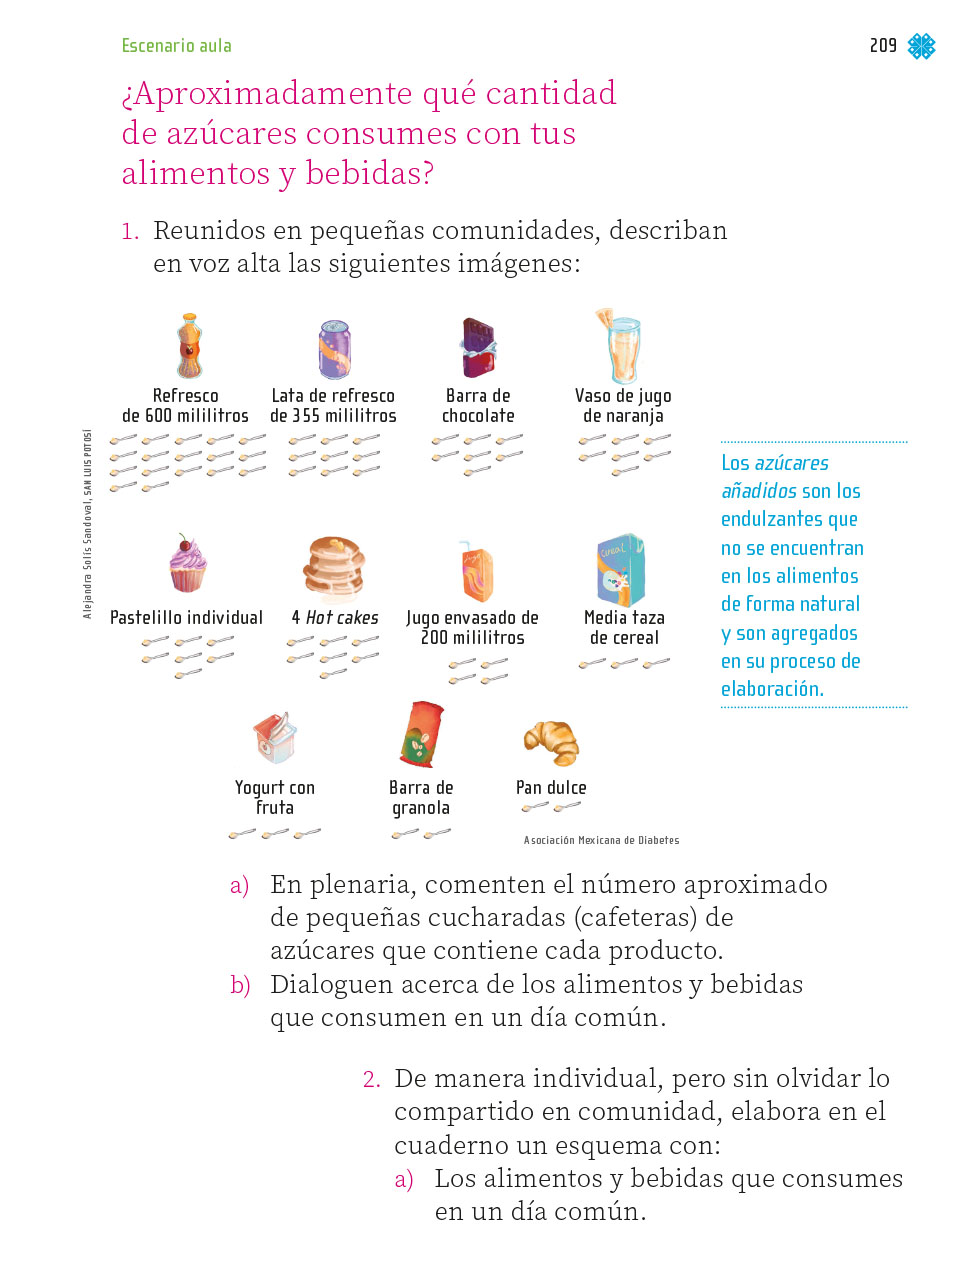 Escenario aula
209
¿Aproximadamente qué cantidad
de azúcares consumes con tus
alimentos y bebidas?
1. Reunidos en pequeñas comunidades, describan
en voz alta las siguientes imágenes:
Refresco
de 600 mililitros
Lata de refresco
de 355 mililitros
Barra de
chocolate
Vaso de jugo
de naranja
Alejandra Solís Sandoval, SAN LUIS POTOSÍ
Los azúcares
añadidos son los
endulzantes que
no se encuentran
en los alimentos
de forma natural
y son agregados
en su proceso de
elaboración.
Cereal
Pastelillo individual
4 Hot cakes
Jugo envasado de
200 mililitros
Media taza
de cereal
Yogurt con
fruta
Barra de
granola
Pan dulce
Asociación Mexicana de Diabetes
a) En plenaria, comenten el número aproximado
de pequeñas cucharadas (cafeteras) de
azúcares que contiene cada producto.
b) Dialoguen acerca de los alimentos y bebidas
que consumen en un día común.
2. De manera individual, pero sin olvidar lo
compartido en comunidad, elabora en el
cuaderno un esquema con:
a) Los alimentos y bebidas que consumes
en un día común.